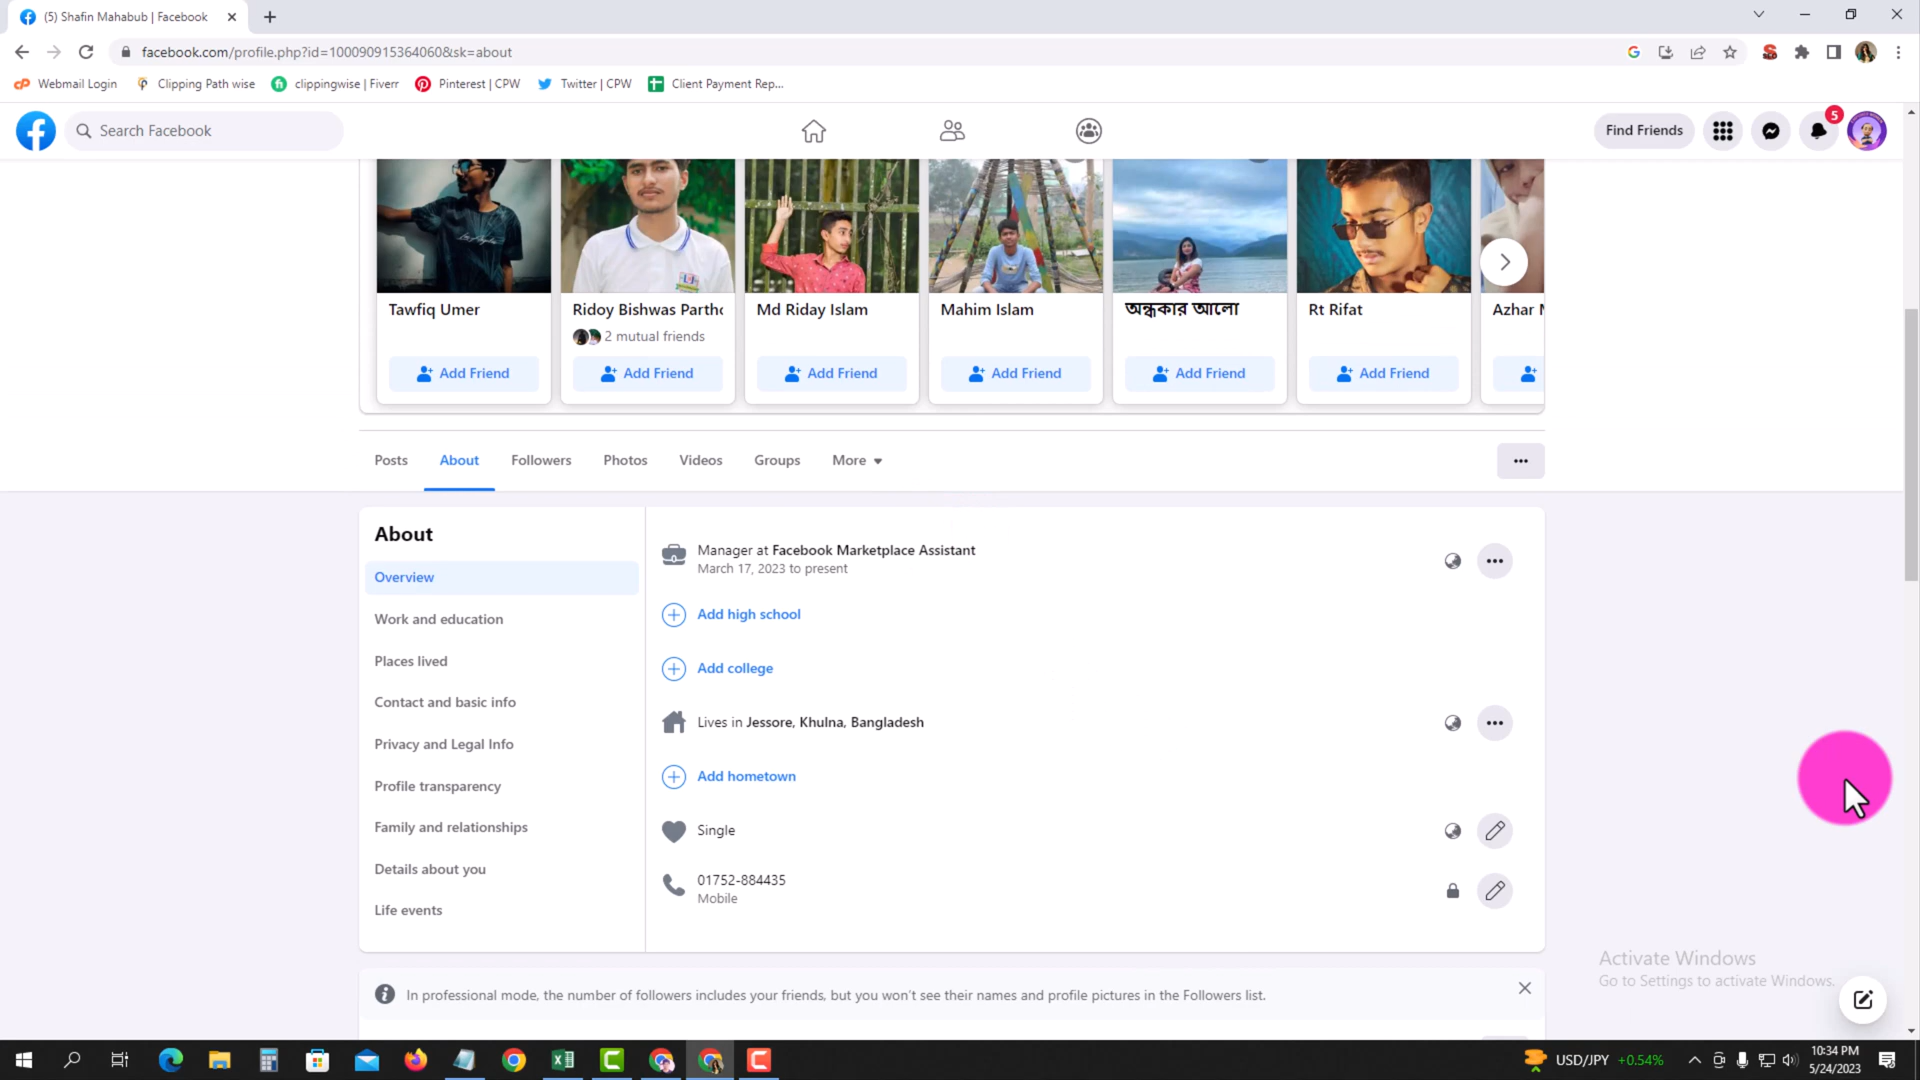 (5) Shafin Mahabub | Facebook
facebook.com/profile.php?id=100090915364060&sk=about
Webmail Login
Clipping Path wise
clippingwise | Fiverr
Pinterest | CPW
Twitter | CPW
Client Payment Rep...
Search Facebook
Find Friends
5
Tawfiq Umer
Ridoy Bishwas Partho
Md Riday Islam
Mahim Islam
অন্ধকার আলো
Rt Rifat
Azhar
2 mutual friends
Add Friend
Add Friend
Add Friend
Add Friend
Add Friend
Add Friend
Posts
About
Followers
Photos
Videos
Groups
More
About
Overview
Work and education
Places lived
Contact and basic info
Privacy and Legal Info
Profile transparency
Family and relationships
Details about you
Life events
Manager at Facebook Marketplace Assistant
March 17, 2023 to present
Add high school
Add college
Lives in Jessore, Khulna, Bangladesh
Add hometown
Single
01752-884435
Mobile
In professional mode, the number of followers includes your friends, but you won't see their names and profile pictures in the Followers list.
Activate Windows
Go to Settings to activate Windows.
USD/JPY +0.54%
10:34 PM
5/24/2023